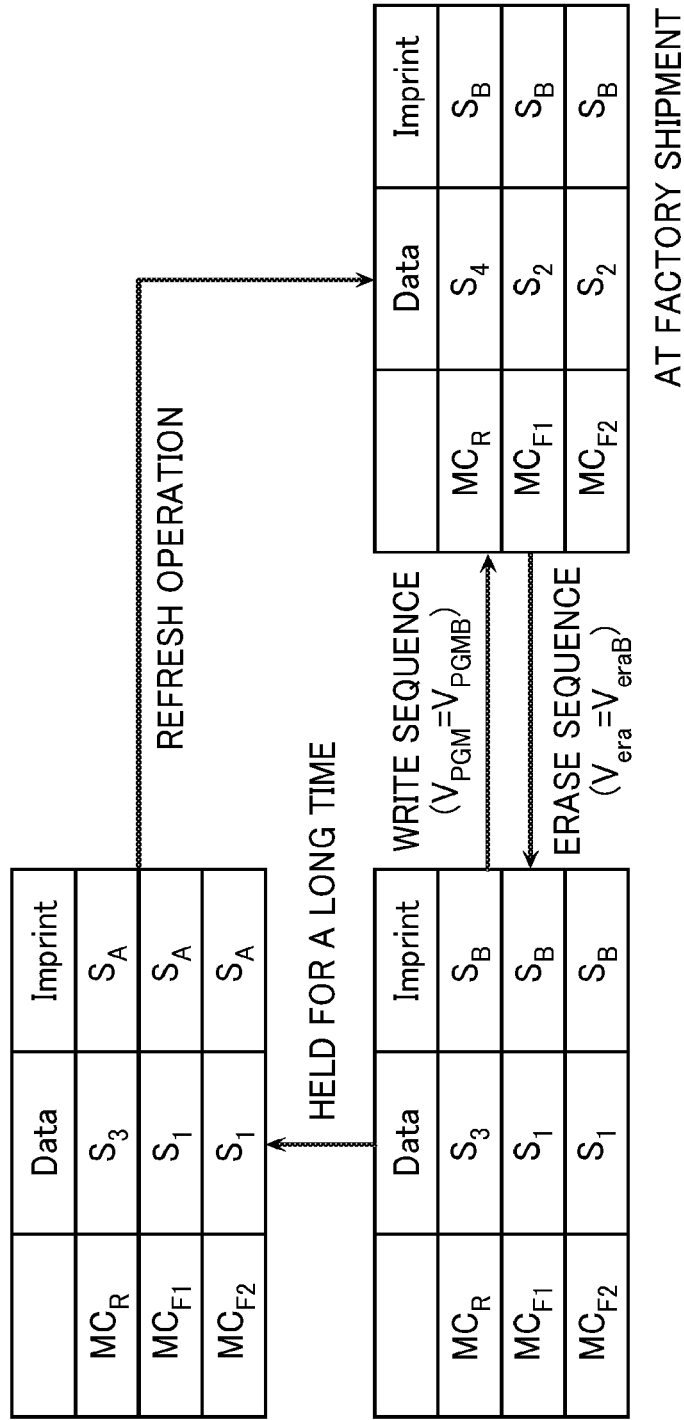 Data Imprint
MC_R S_3 S_A
MC_F1 S_1 S_A
MC_F2 S_1 S_A
REFRESH OPERATION
HELD FOR A LONG TIME
Data Imprint
MC_R S_3 S_B
MC_F1 S_1 S_B
MC_F2 S_1 S_B
WRITE SEQUENCE
(V_PGM=V_PGMB)
ERASE SEQUENCE
(V_era=V_eraB)
Data Imprint
MC_R S_4 S_B
MC_F1 S_2 S_B
MC_F2 S_2 S_B
AT FACTORY SHIPMENT